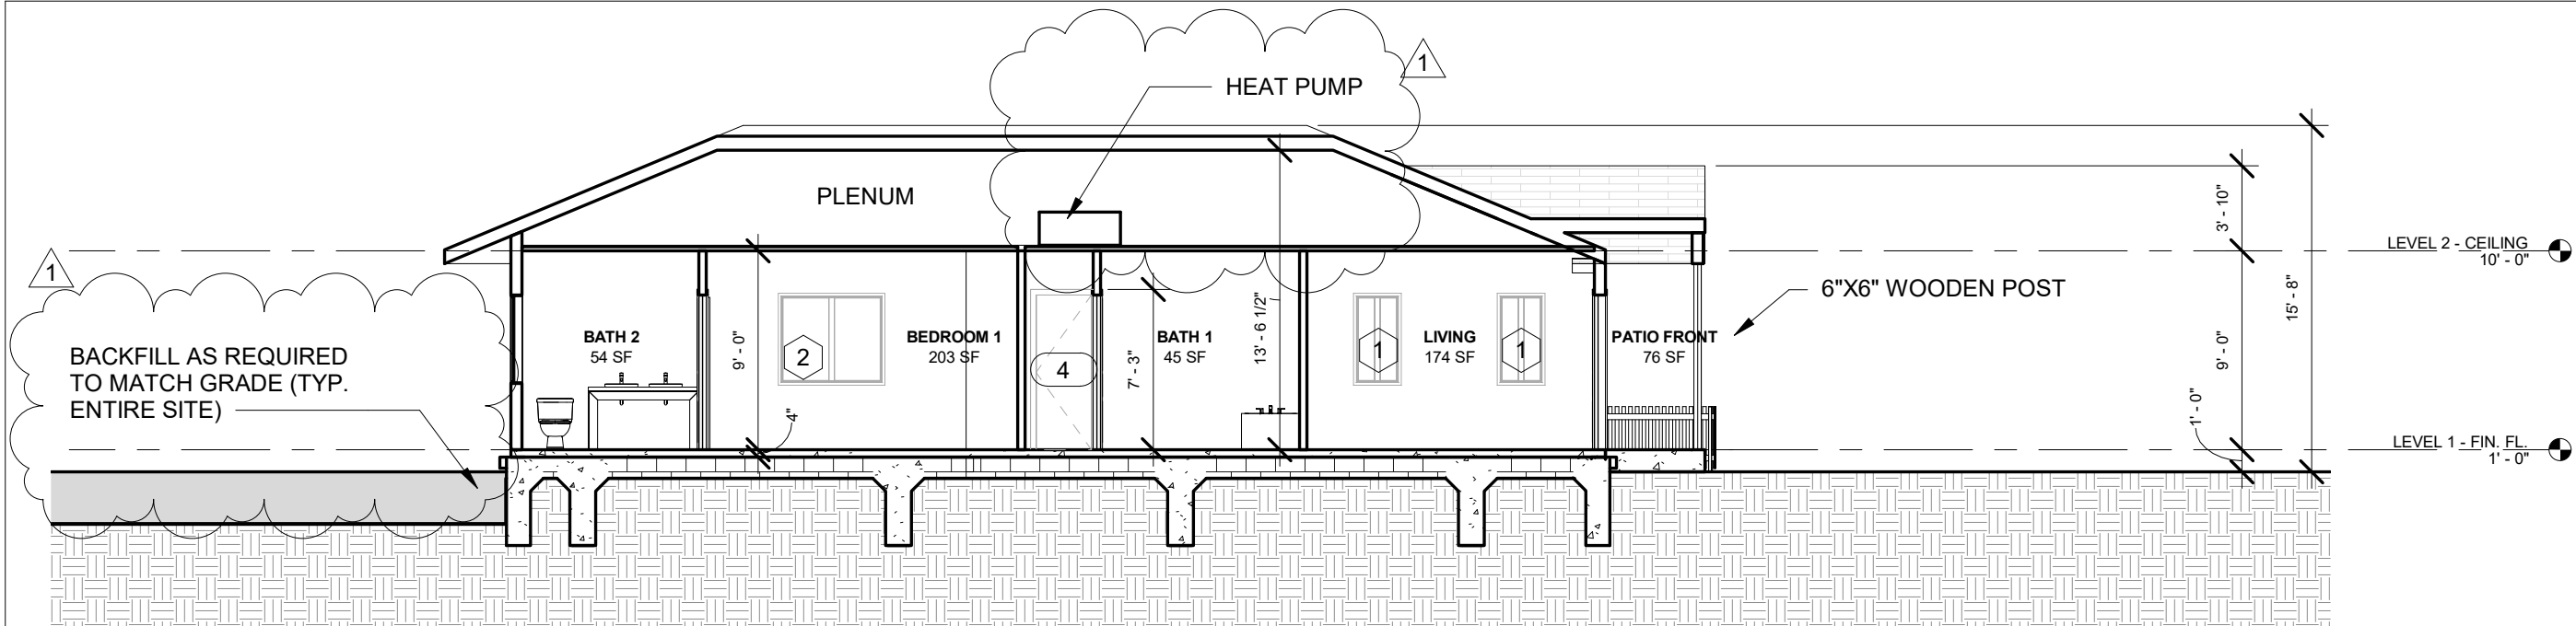 1
HEAT PUMP
PLENUM
3' - 10"
LEVEL 2 - CEILING
10' - 0"
1
15' - 8"
6"X6" WOODEN POST
BACKFILL AS REQUIRED
TO MATCH GRADE (TYP.
ENTIRE SITE)
BATH 2
54 SF
9' - 0"
2
BEDROOM 1
203 SF
4
7' - 3"
BATH 1
45 SF
13' - 6 1/2"
1
LIVING
174 SF
1
PATIO FRONT
76 SF
9' - 0"
4"
1' - 0"
LEVEL 1 - FIN. FL.
1' - 0"